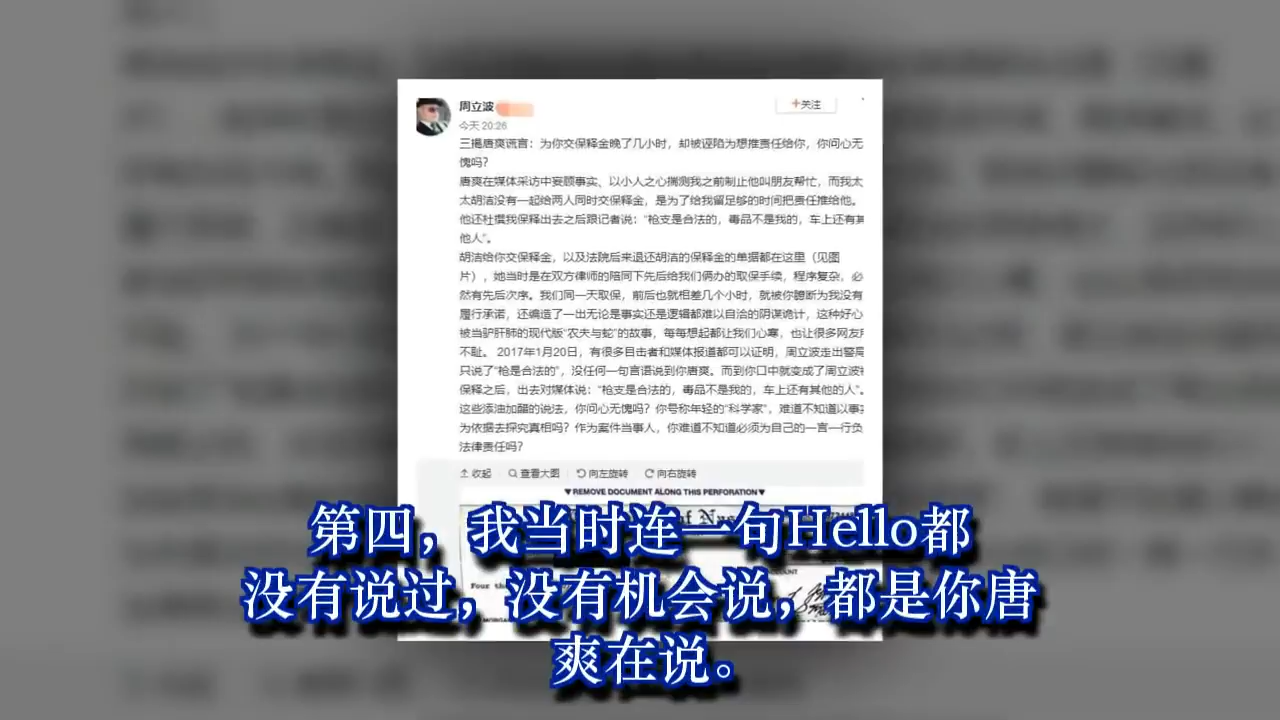 周立波
+关注
今天 20:26
三揭唐爽谎言：为你交保释金晚了几小时，却被诬陷为想推责任给你，你问心无
愧吗？
唐爽在媒体采访中妄顾事实、以小人之心揣测我之前制止他叫朋友帮忙，而我太
太胡洁没有一起给两人同时交保释金，是为了给我留足够的时间把责任推给他。
他还杜撰我保释出去之后跟记者说：“枪支是合法的，毒品不是我的，车上还有其
他人”。
胡洁给你交保释金，以及法院后来退还胡洁的保释金的单据都在这里（见图
片），她当时是在双方律师的陪同下先后给我们俩办的取保手续，程序复杂，必
然有先后次序。我们同一天取保，前后也就相差几个小时，就被你臆断为我没有
履行承诺，还编造了一出无论是事实还是逻辑都难以自洽的阴谋诡计，这种好心
被当驴肝肺的现代版“农夫与蛇”的故事，每每想起都让我们心寒，也让很多网友所
不耻。 2017年1月20日，有很多目击者和媒体报道都可以证明，周立波走出警局
只说了“枪是合法的”，没任何一句言语说到你唐爽。而到你口中就变成了周立波被
保释之后，出去对媒体说：“枪支是合法的，毒品不是我的，车上还有其他的人”。
这些添油加醋的说法，你问心无愧吗？你号称年轻的“科学家”，难道不知道以事实
为依据去探究真相吗？作为案件当事人，你难道不知道必须为自己的一言一行负
法律责任吗？
收起 查看大图 向左旋转 向右旋转
▼REMOVE DOCUMENT ALONG THIS PERFORATION▼
第四，我当时连一句Hello都
没有说过，没有机会说，都是你唐
爽在说。